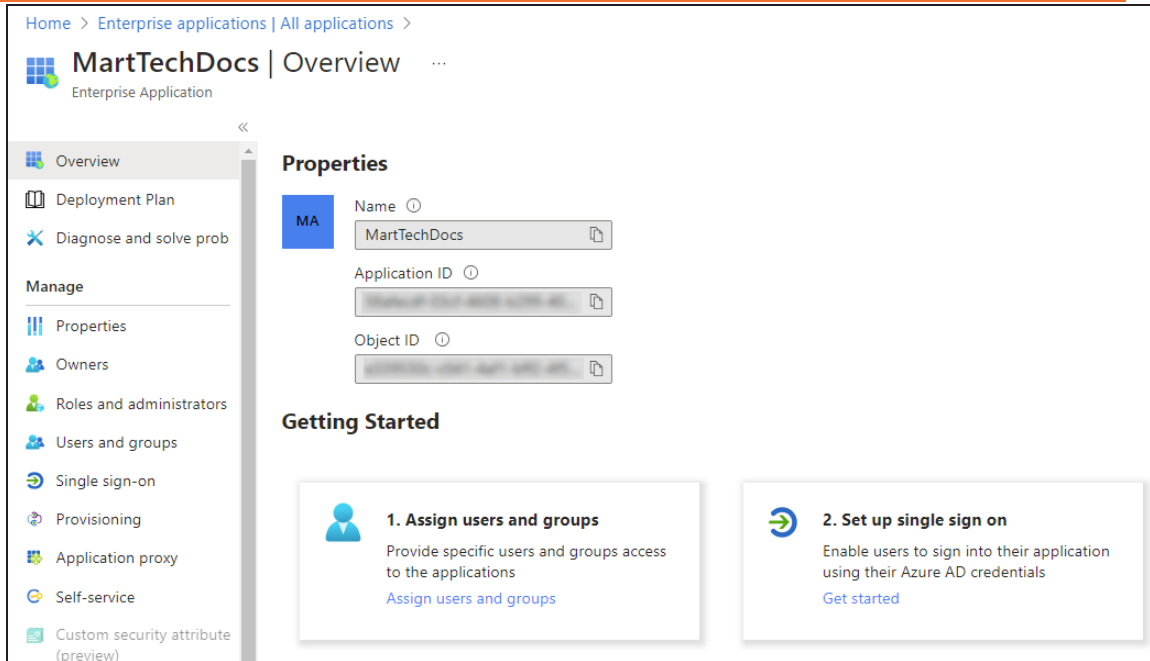 Home > Enterprise applications | All applications >
MartTechDocs | Overview ...
Enterprise Application
«
Overview
Deployment Plan
Diagnose and solve prob
Manage
Properties
Owners
Roles and administrators
Users and groups
Single sign-on
Provisioning
Application proxy
Self-service
Custom security attribute
(preview)
Properties
MA
Name
MartTechDocs
Application ID
Object ID
Getting Started
1. Assign users and groups
Provide specific users and groups access
to the applications
Assign users and groups
2. Set up single sign on
Enable users to sign into their application
using their Azure AD credentials
Get started